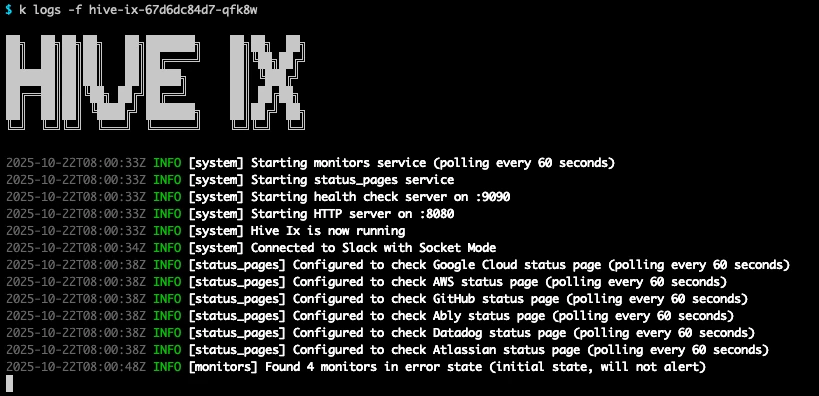 $ k logs -f hive-ix-67d6dc84d7-qfk8w
HIVE IX
2025-10-22T08:00:33Z INFO [system] Starting monitors service (polling every 60 seconds)
2025-10-22T08:00:33Z INFO [system] Starting status_pages service
2025-10-22T08:00:33Z INFO [system] Starting health check server on :9090
2025-10-22T08:00:33Z INFO [system] Starting HTTP server on :8080
2025-10-22T08:00:33Z INFO [system] Hive Ix is now running
2025-10-22T08:00:34Z INFO [system] Connected to Slack with Socket Mode
2025-10-22T08:00:38Z INFO [status_pages] Configured to check Google Cloud status page (polling every 60 seconds)
2025-10-22T08:00:38Z INFO [status_pages] Configured to check AWS status page (polling every 60 seconds)
2025-10-22T08:00:38Z INFO [status_pages] Configured to check GitHub status page (polling every 60 seconds)
2025-10-22T08:00:38Z INFO [status_pages] Configured to check Ably status page (polling every 60 seconds)
2025-10-22T08:00:38Z INFO [status_pages] Configured to check Datadog status page (polling every 60 seconds)
2025-10-22T08:00:38Z INFO [status_pages] Configured to check Atlassian status page (polling every 60 seconds)
2025-10-22T08:00:48Z INFO [monitors] Found 4 monitors in error state (initial state, will not alert)